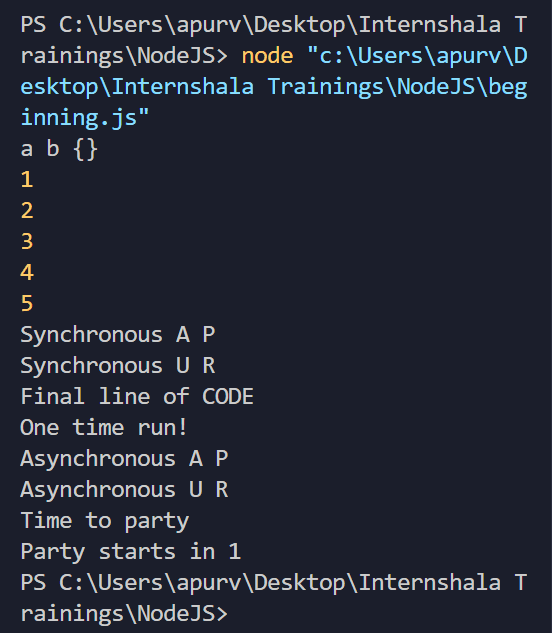 PS C:\Users\apurv\Desktop\Internshala T
rainings\NodeJS> node "c:\Users\apurv\D
esktop\Internshala Trainings\NodeJS\beg
inning.js"
a b {}
1
2
3
4
5
Synchronous A P
Synchronous U R
Final line of CODE
One time run!
Asynchronous A P
Asynchronous U R
Time to party
Party starts in 1
PS C:\Users\apurv\Desktop\Internshala T
rainings\NodeJS>